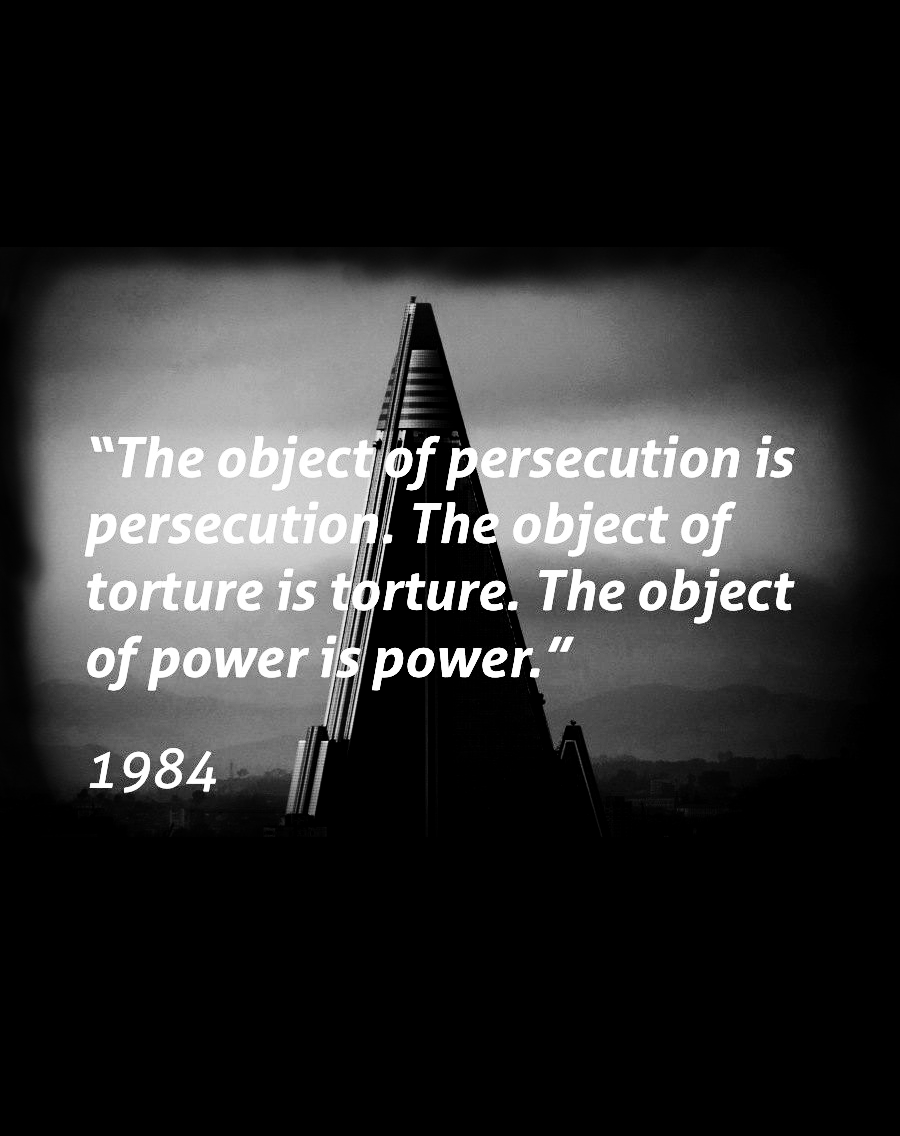 “The object of persecution is
persecution. The object of
torture is torture. The object
of power is power.”
1984